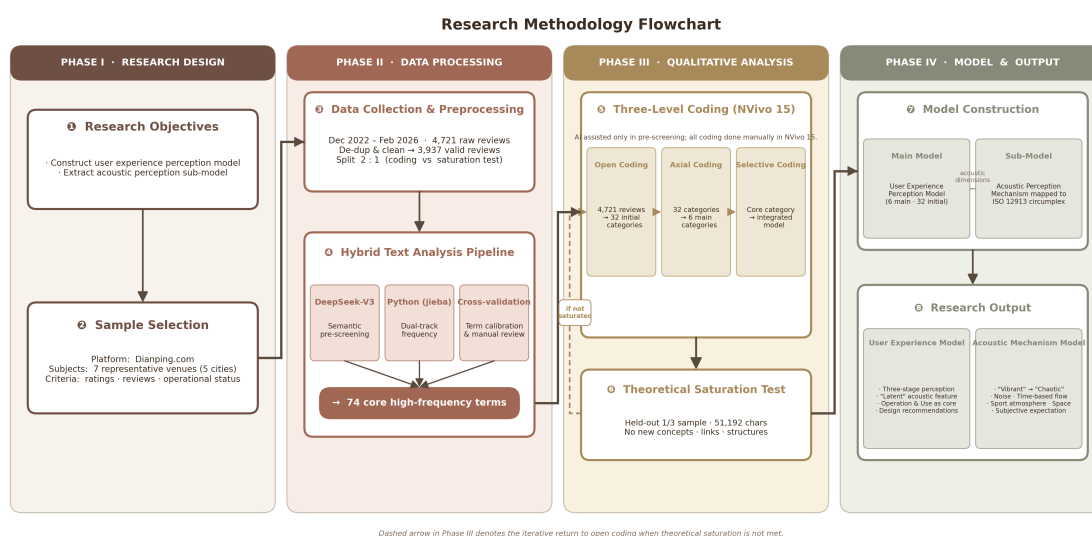 Research Methodology Flowchart
PHASE I · RESEARCH DESIGN
❶ Research Objectives
· Construct user experience perception model
· Extract acoustic perception sub-model
❷ Sample Selection
Platform: Dianping.com
Subjects: 7 representative venues (5 cities)
Criteria: ratings · reviews · operational status
PHASE II · DATA PROCESSING
❸ Data Collection & Preprocessing
Dec 2022 – Feb 2026 · 4,721 raw reviews
De-dup & clean → 3,937 valid reviews
Split 2 : 1 (coding vs saturation test)
❹ Hybrid Text Analysis Pipeline
DeepSeek-V3
Semantic
pre-screening
Python (jieba)
Dual-track
frequency
Cross-validation
Term calibration
& manual review
→ 74 core high-frequency terms
PHASE III · QUALITATIVE ANALYSIS
❺ Three-Level Coding (NVivo 15)
AI assisted only in pre-screening; all coding done manually in NVivo 15.
Open Coding
4,721 reviews
→ 32 initial
categories
Axial Coding
32 categories
→ 6 main
categories
Selective Coding
Core category
→ integrated
model
if not
saturated
❻ Theoretical Saturation Test
Held-out 1/3 sample · 51,192 chars
No new concepts · links · structures
PHASE IV · MODEL & OUTPUT
❼ Model Construction
Main Model
User Experience
Perception Model
(6 main · 32 initial)
acoustic
dimensions
Sub-Model
Acoustic Perception
Mechanism mapped to
ISO 12913 circumplex
❽ Research Output
User Experience Model
· Three-stage perception
· "Latent" acoustic feature
· Operation & Use as core
· Design recommendations
Acoustic Mechanism Model
· "Vibrant" → "Chaotic"
· Noise · Time-based flow
· Sport atmosphere · Space
· Subjective expectation
Dashed arrow in Phase III denotes the iterative return to open coding when theoretical saturation is not met.